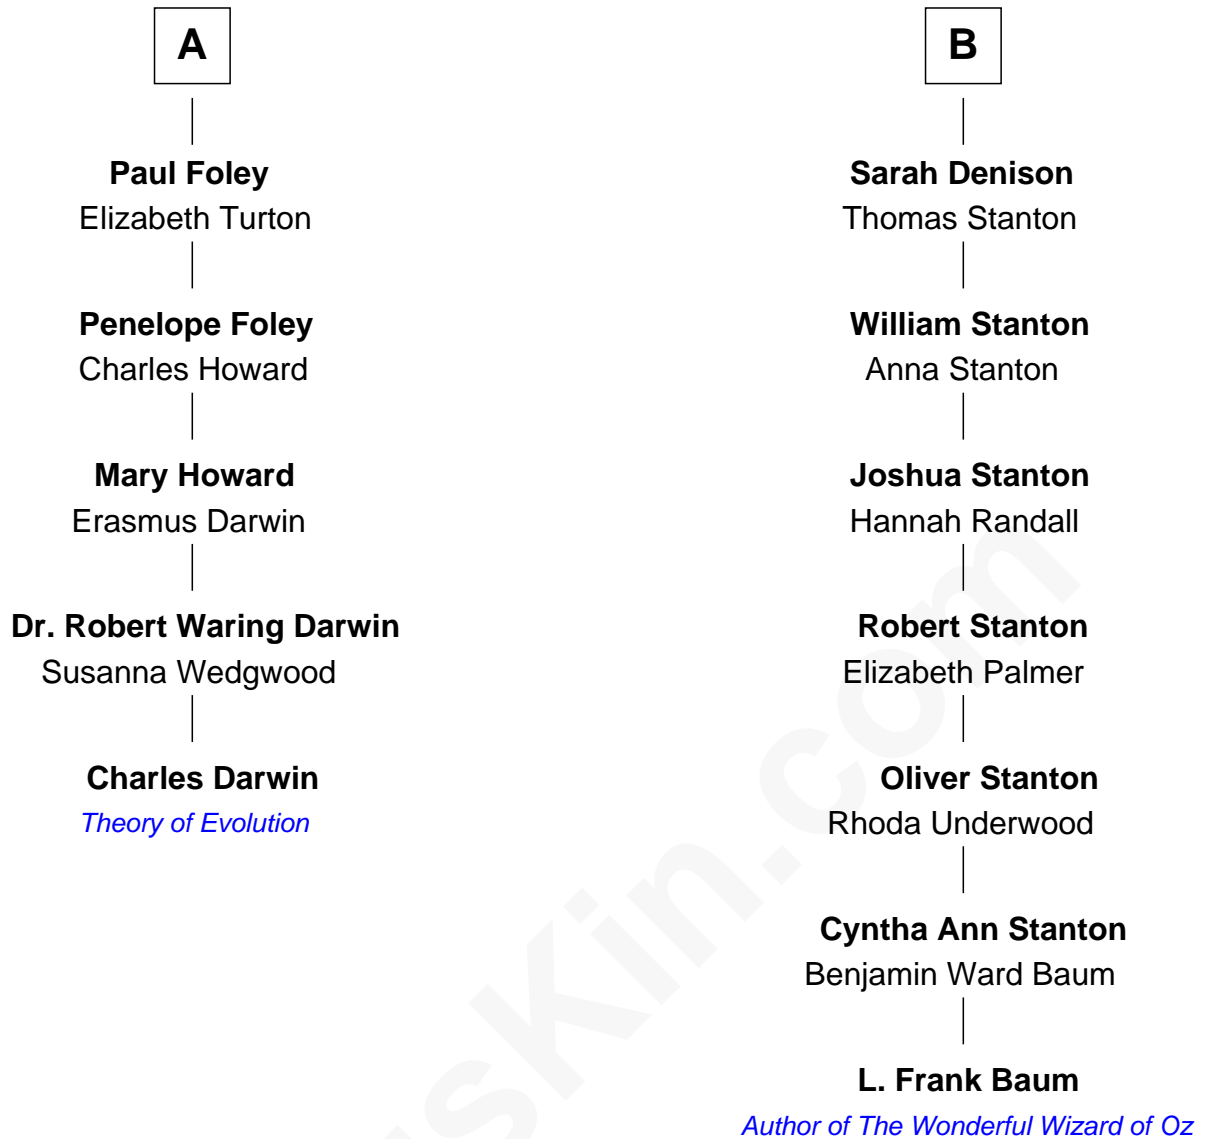 A
Paul Foley
Elizabeth Turton
Penelope Foley
Charles Howard
Mary Howard
Erasmus Darwin
Dr. Robert Waring Darwin
Susanna Wedgwood
Charles Darwin
Theory of Evolution
B
Sarah Denison
Thomas Stanton
William Stanton
Anna Stanton
Joshua Stanton
Hannah Randall
Robert Stanton
Elizabeth Palmer
Oliver Stanton
Rhoda Underwood
Cyntha Ann Stanton
Benjamin Ward Baum
L. Frank Baum
Author of The Wonderful Wizard of Oz
sKin.com